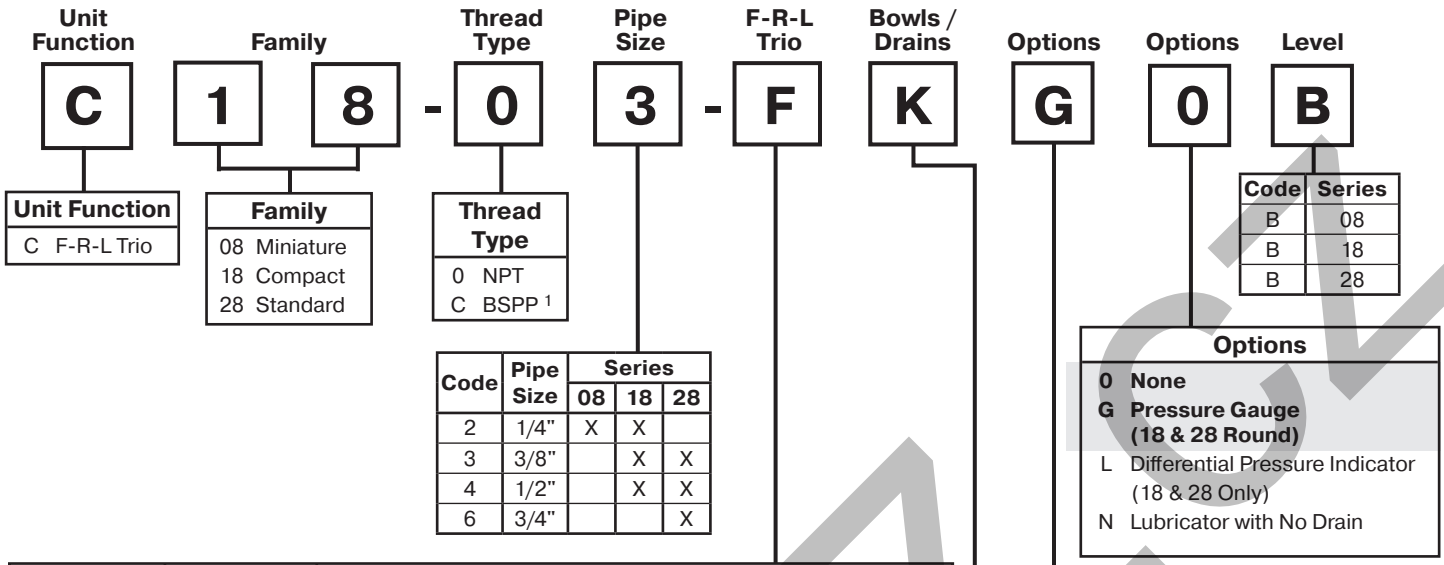 Unit Function
Family
Thread Type
Pipe Size
F-R-L Trio
Bowls / Drains
Options
Options
Level
C 1 8 - 0 3 - F K G 0 B
Unit Function
C F-R-L Trio
Family
08 Miniature
18 Compact
28 Standard
Thread Type
0 NPT
C BSPP 1
Code Pipe Size Series
08 18 28
2 1/4" X X
3 3/8" X X
4 1/2" X X
6 3/4" X
Code Series
B 08
B 18
B 28
Options
0 None
G Pressure Gauge
(18 & 28 Round)
L Differential Pressure Indicator
(18 & 28 Only)
N Lubricator with No Drain